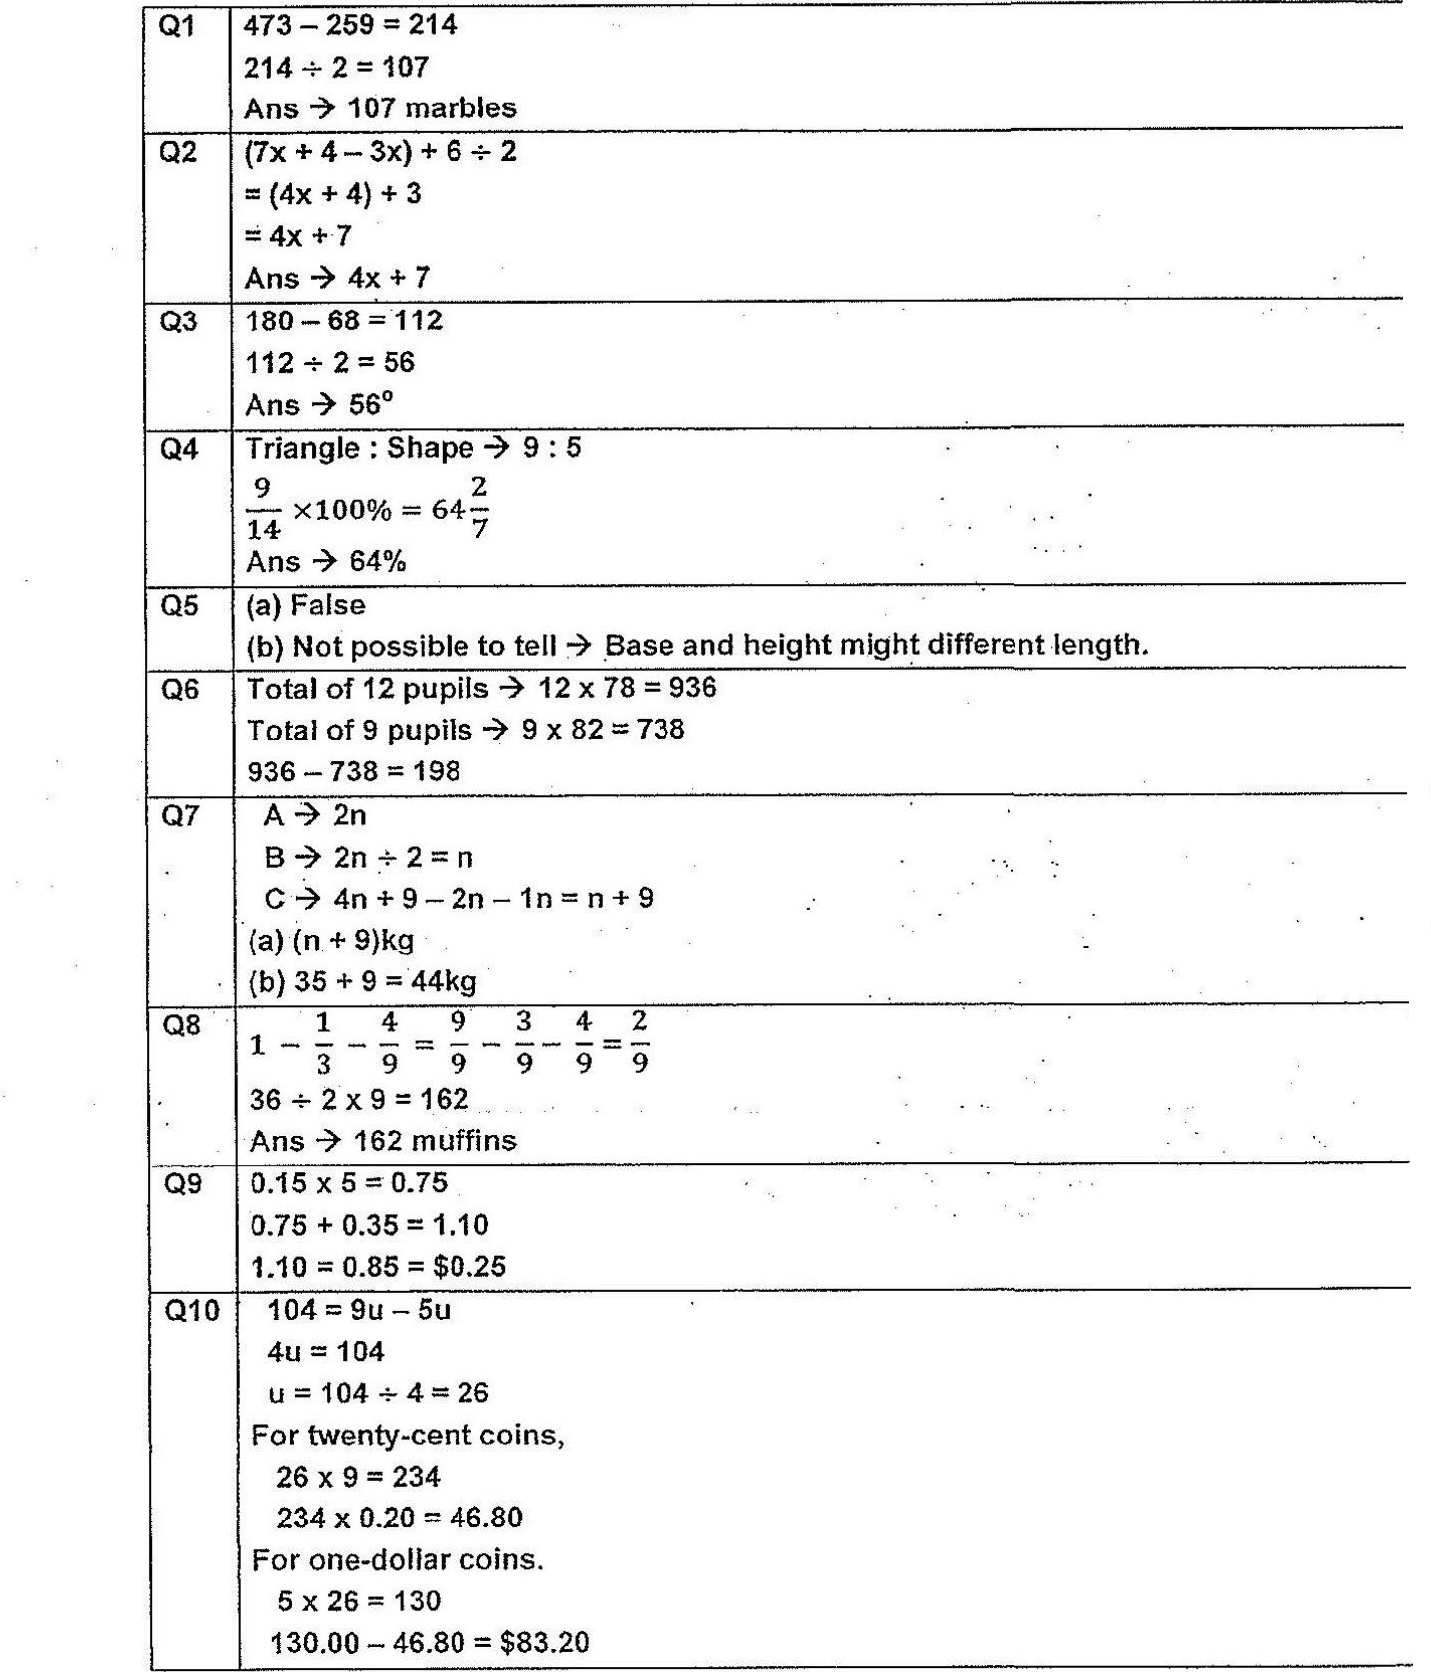 Q1 473 – 259 = 214
214 ÷ 2 = 107
Ans → 107 marbles
Q2 (7x + 4 – 3x) + 6 ÷ 2
= (4x + 4) + 3
= 4x + 7
Ans → 4x + 7
Q3 180 – 68 = 112
112 ÷ 2 = 56
Ans → 56º
Q4 Triangle : Shape → 9 : 5
9/14 ×100% = 64 2/7
Ans → 64%
Q5 (a) False
(b) Not possible to tell → Base and height might different length.
Q6 Total of 12 pupils → 12 x 78 = 936
Total of 9 pupils → 9 x 82 = 738
936 – 738 = 198
Q7 A → 2n
B → 2n ÷ 2 = n
C → 4n + 9 – 2n – 1n = n + 9
(a) (n + 9)kg
(b) 35 + 9 = 44kg
Q8 1 − 1/3 − 4/9 = 9/9 − 3/9 − 4/9 = 2/9
36 ÷ 2 x 9 = 162
Ans → 162 muffins
Q9 0.15 x 5 = 0.75
0.75 + 0.35 = 1.10
1.10 = 0.85 = $0.25
Q10 104 = 9u – 5u
4u = 104
u = 104 ÷ 4 = 26
For twenty-cent coins,
26 x 9 = 234
234 x 0.20 = 46.80
For one-dollar coins.
5 x 26 = 130
130.00 – 46.80 = $83.20